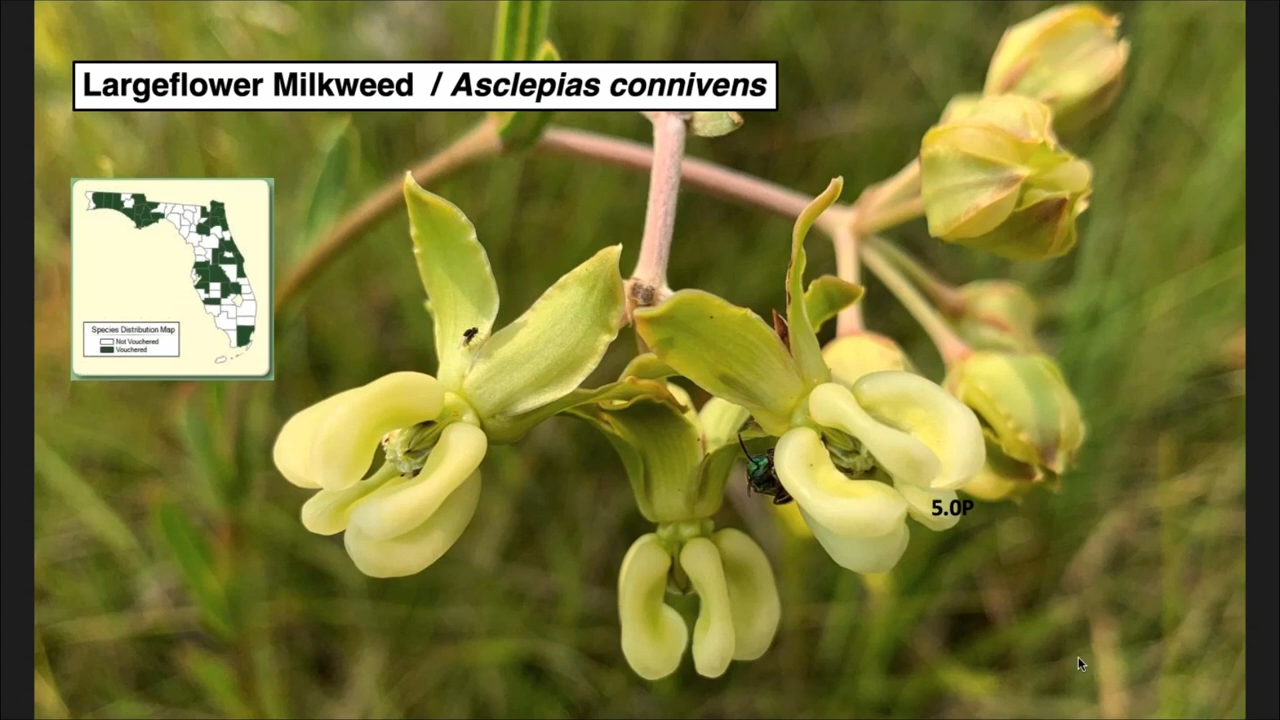 Largeflower Milkweed / Asclepias connivens
Species Distribution Map
Not Vouchered
Vouchered
5.0P